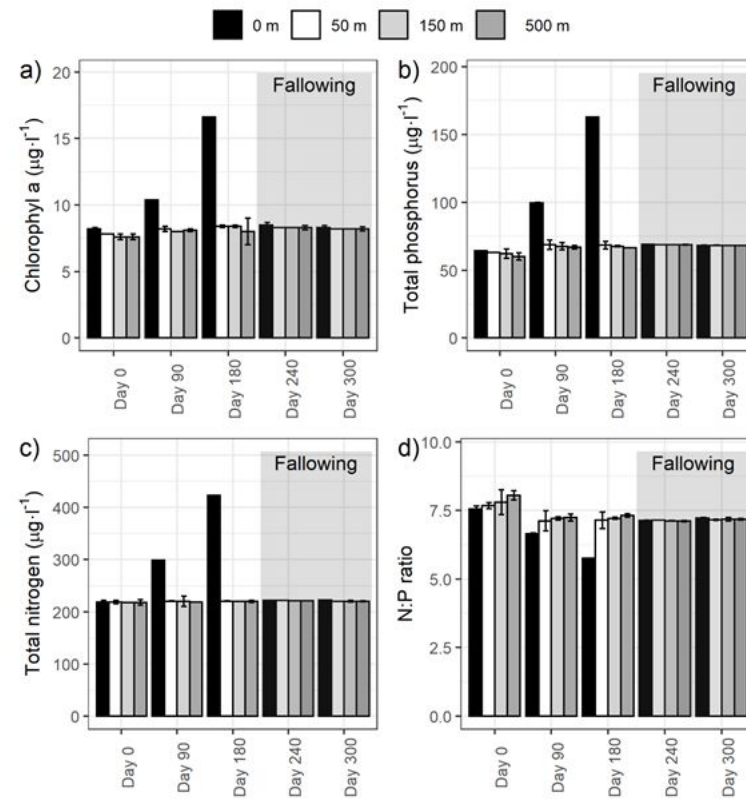 0 m 50 m 150 m 500 m
a)
Chlorophyl a (µg·l⁻¹)
20
15
10
5
0
Fallowing
Day 0 Day 90 Day 180 Day 240 Day 300
b)
Total phosphorus (µg·l⁻¹)
200
150
100
50
0
Fallowing
Day 0 Day 90 Day 180 Day 240 Day 300
c)
Total nitrogen (µg·l⁻¹)
500
400
300
200
100
0
Fallowing
Day 0 Day 90 Day 180 Day 240 Day 300
d)
N:P ratio
10.0
7.5
5.0
2.5
0.0
Fallowing
Day 0 Day 90 Day 180 Day 240 Day 300